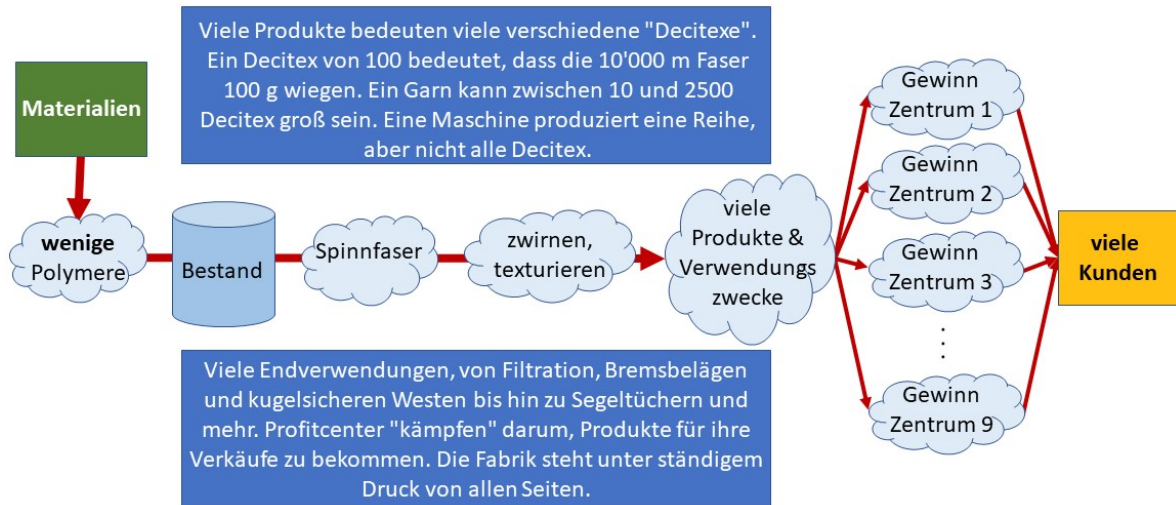 Viele Produkte bedeuten viele verschiedene "Decitexe".
Ein Decitex von 100 bedeutet, dass die 10'000 m Faser
100 g wiegen. Ein Garn kann zwischen 10 und 2500
Decitex groß sein. Eine Maschine produziert eine Reihe,
aber nicht alle Decitex.
Materialien
wenige
Polymere
Bestand
Spinnfaser
zwirnen,
texturieren
viele
Produkte &
Verwendungs
zwecke
Gewinn
Zentrum 1
Gewinn
Zentrum 2
Gewinn
Zentrum 3
Gewinn
Zentrum 9
viele
Kunden
Viele Endverwendungen, von Filtration, Bremsbelägen
und kugelsicheren Westen bis hin zu Segeltüchern und
mehr. Profitcenter "kämpfen" darum, Produkte für ihre
Verkäufe zu bekommen. Die Fabrik steht unter ständigem
Druck von allen Seiten.